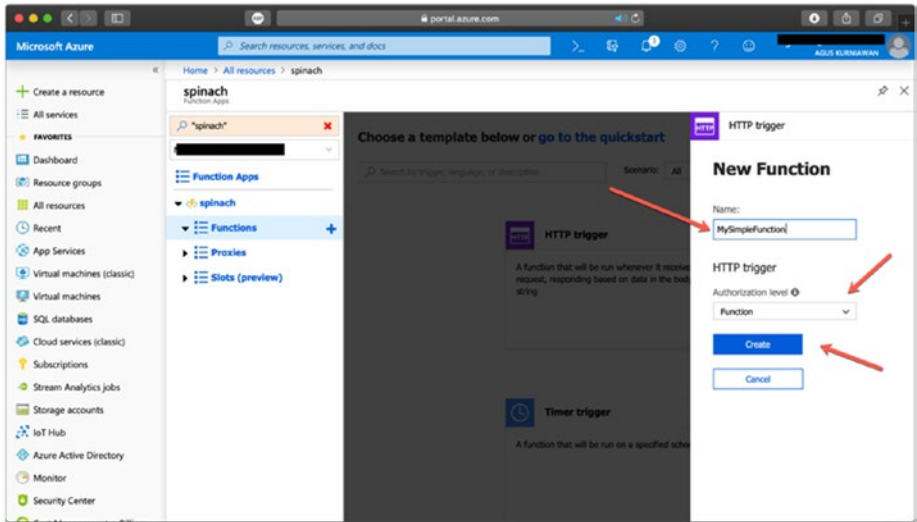 portal.azure.com
Microsoft Azure
Search resources, services, and docs
AGUS KURNIAWAN
Home > All resources > spinach
spinach
Function Apps
Create a resource
All services
FAVORITES
Dashboard
Resource groups
All resources
Recent
App Services
Virtual machines (classic)
Virtual machines
SQL databases
Cloud services (classic)
Subscriptions
Stream Analytics jobs
Storage accounts
IoT Hub
Azure Active Directory
Monitor
Security Center
"spinach"
Function Apps
spinach
Functions
Proxies
Slots (preview)
Choose a template below or go to the quickstart
Search by trigger, language, or description
Scenario: All
HTTP trigger
A function that will be run whenever it receive
request, responding based on data in the body
string
Timer trigger
A function that will be run on a specified sche
HTTP
HTTP trigger
New Function
Name:
MySimpleFunction
HTTP trigger
Authorization level
Function
Create
Cancel